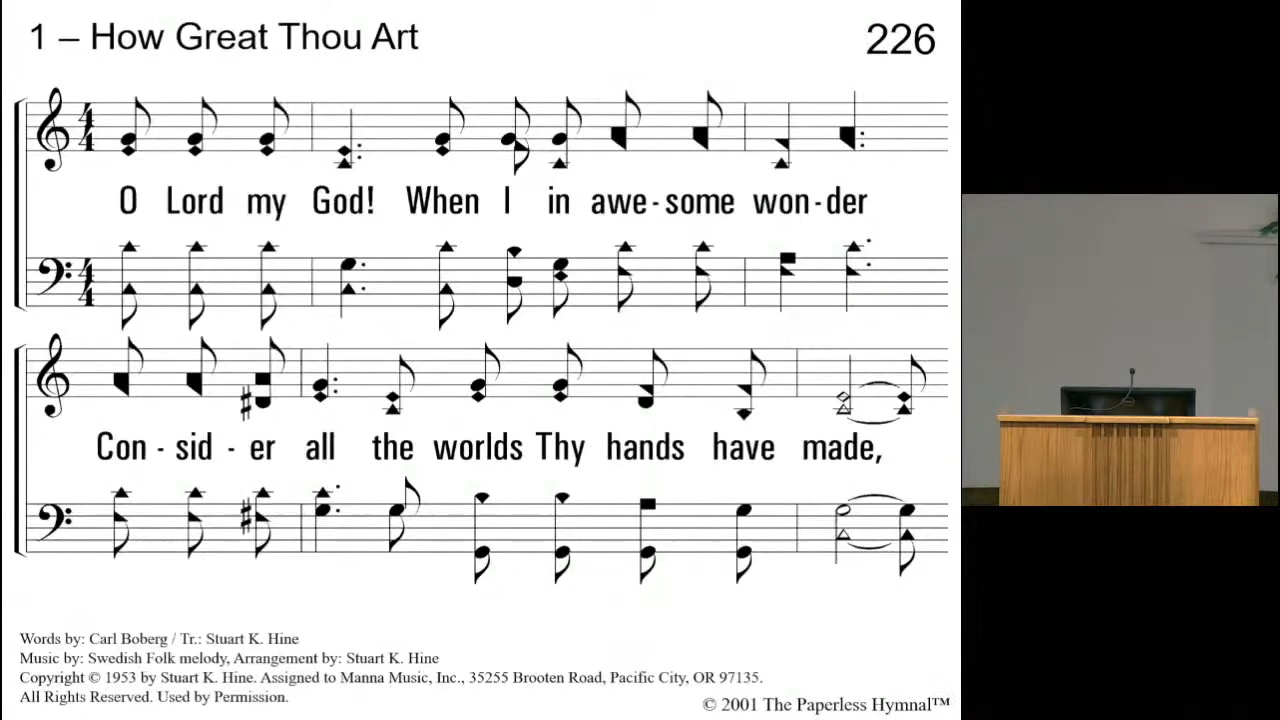 1 – How Great Thou Art
226
O Lord my God! When I in awe - some won - der
Con - sid - er all the worlds Thy hands have made,
Words by: Carl Boberg / Tr.: Stuart K. Hine
Music by: Swedish Folk melody, Arrangement by: Stuart K. Hine
Copyright © 1953 by Stuart K. Hine. Assigned to Manna Music, Inc., 35255 Brooten Road, Pacific City, OR 97135.
All Rights Reserved. Used by Permission.
© 2001 The Paperless Hymnal™